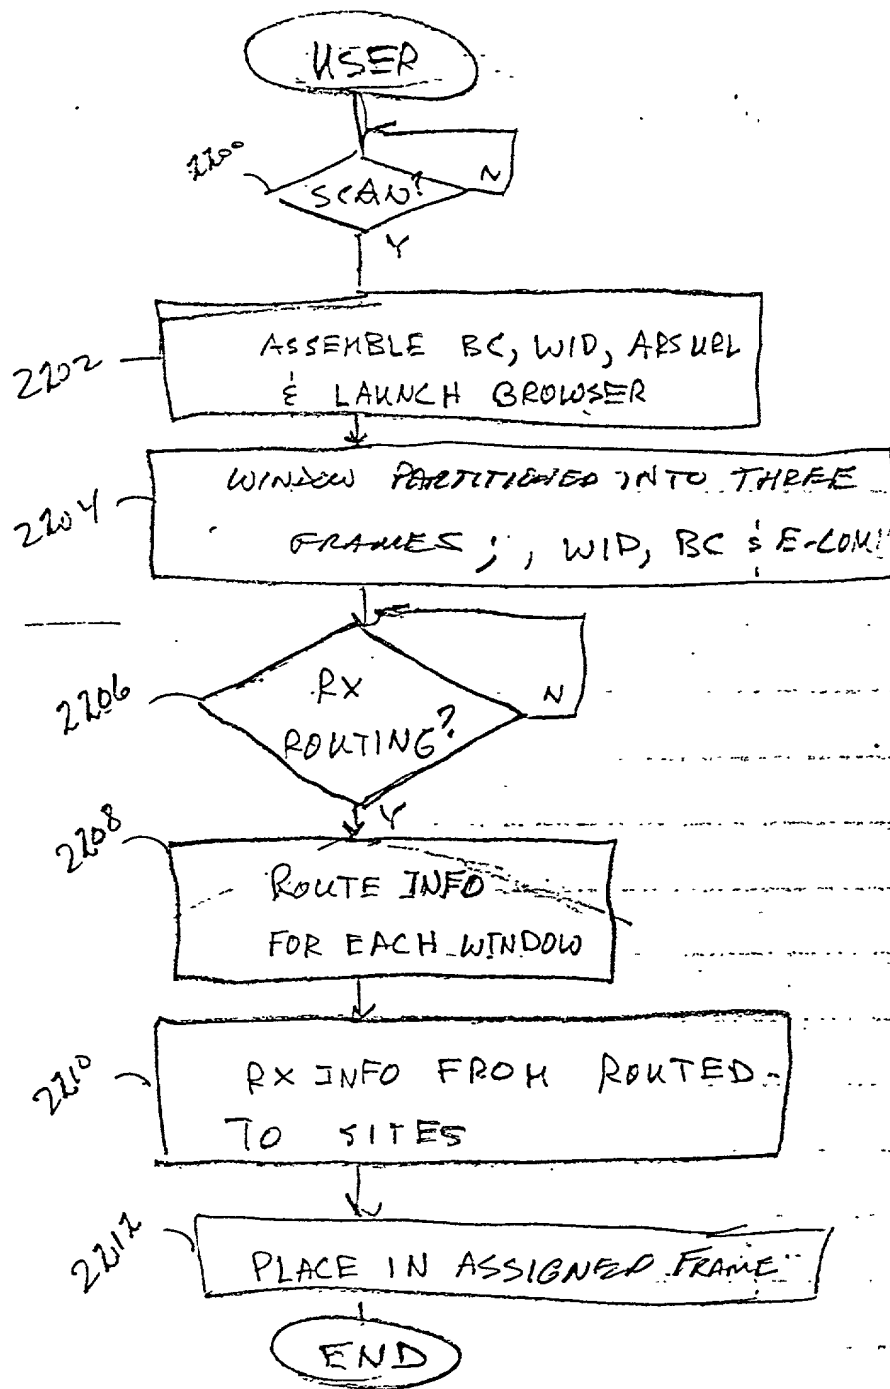 USER
2200
SCAN?
N
Y
2202
ASSEMBLE BC, WID, ARSURL
& LAUNCH BROWSER
2204
WINDOW PARTITIONED INTO THREE
FRAMES ; , WID, BC & E-COM
2206
RX
ROUTING?
N
Y
2208
ROUTE INFO
FOR EACH WINDOW
2210
RX INFO FROM ROUTED
TO SITES
2212
PLACE IN ASSIGNED FRAME
END